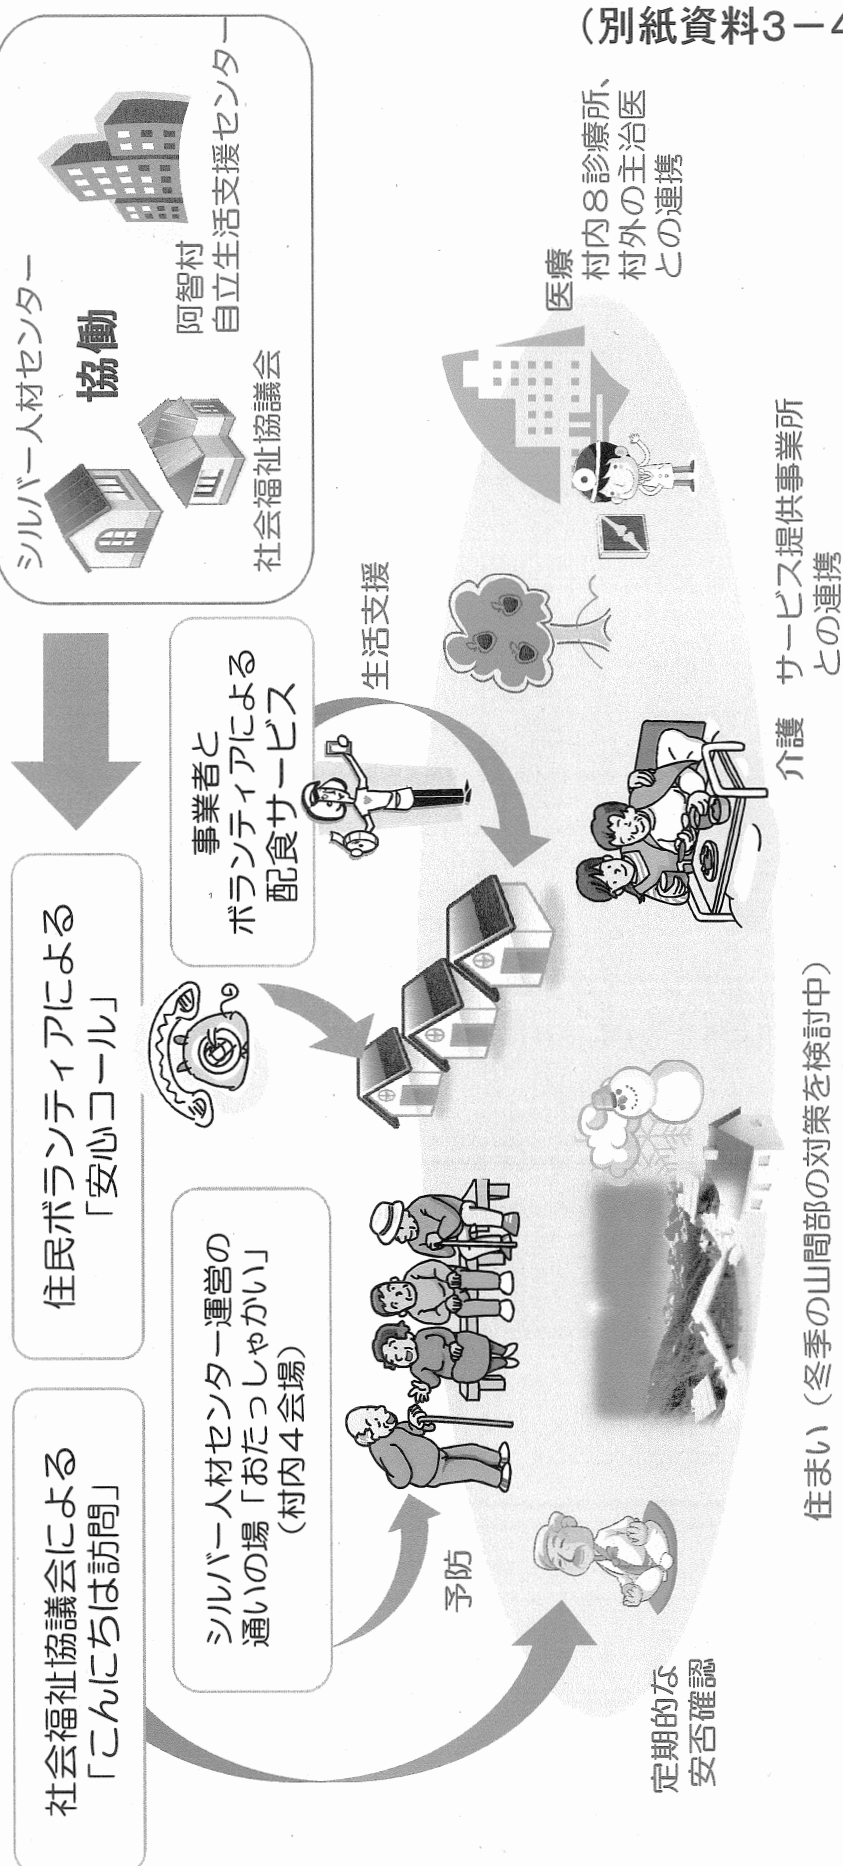 （別紙資料3－4
社会福祉協議会による
「こんにちは訪問」
住民ボランティアによる
「安心コール」
シルバー人材センター
協働
社会福祉協議会
阿智村
自立生活支援センター
シルバー人材センター運営の
通いの場「おたっしゃかい」
（村内４会場）
事業者と
ボランティアによる
配食サービス
生活支援
予防
医療
村内８診療所、
村外の主治医
との連携
定期的な
安否確認
住まい（冬季の山間部の対策を検討中）
介護　サービス提供事業所
との連携